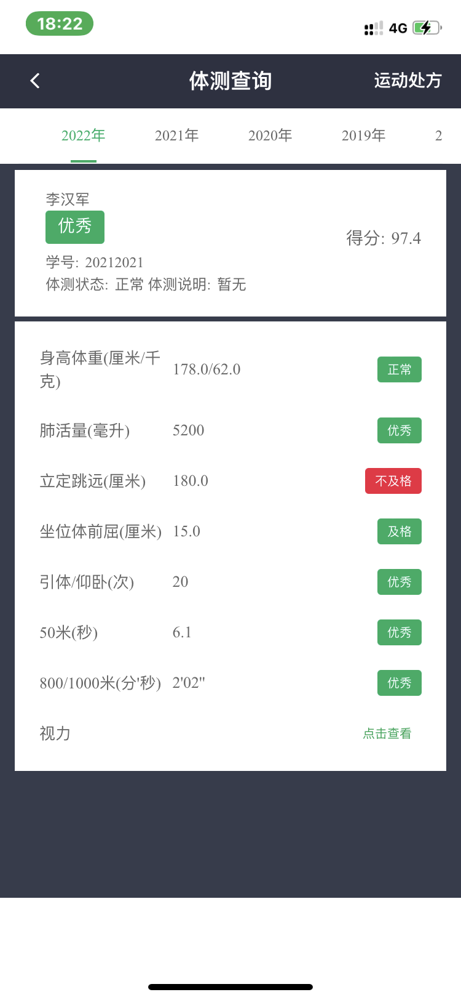 18:22
4G
体测查询
运动处方
2022年 2021年 2020年 2019年 2
李汉军
优秀
得分: 97.4
学号: 20212021
体测状态: 正常 体测说明: 暂无
身高体重(厘米/千
克)
178.0/62.0
正常
肺活量(毫升) 5200 优秀
立定跳远(厘米) 180.0 不及格
坐位体前屈(厘米) 15.0 及格
引体/仰卧(次) 20 优秀
50米(秒) 6.1 优秀
800/1000米(分'秒) 2'02" 优秀
视力 点击查看